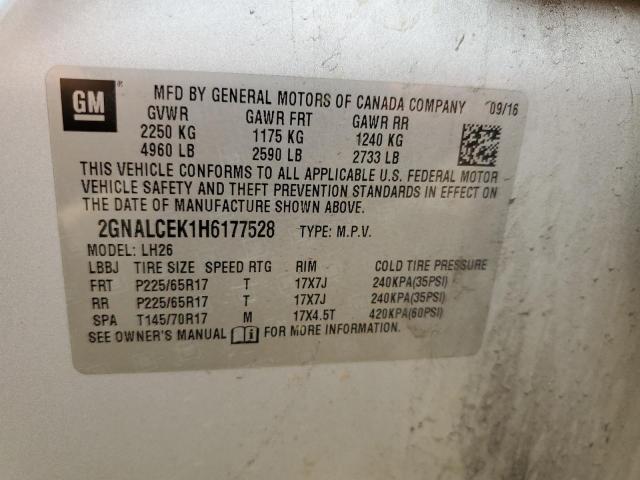 GM ®
MFD BY GENERAL MOTORS OF CANADA COMPANY 09/16
GVWR GAWR FRT GAWR RR
2250 KG 1175 KG 1240 KG
4960 LB 2590 LB 2733 LB
THIS VEHICLE CONFORMS TO ALL APPLICABLE U.S. FEDERAL MOTOR
VEHICLE SAFETY AND THEFT PREVENTION STANDARDS IN EFFECT ON
THE DATE OF MANUFACTURE SHOWN ABOVE.
2GNALCEK1H6177528 TYPE: M.P.V.
MODEL: LH26
LBBJ TIRE SIZE SPEED RTG RIM COLD TIRE PRESSURE
FRT P225/65R17 T 17X7J 240KPA(35PSI)
RR P225/65R17 T 17X7J 240KPA(35PSI)
SPA T145/70R17 M 17X4.5T 420KPA(60PSI)
SEE OWNER'S MANUAL FOR MORE INFORMATION.